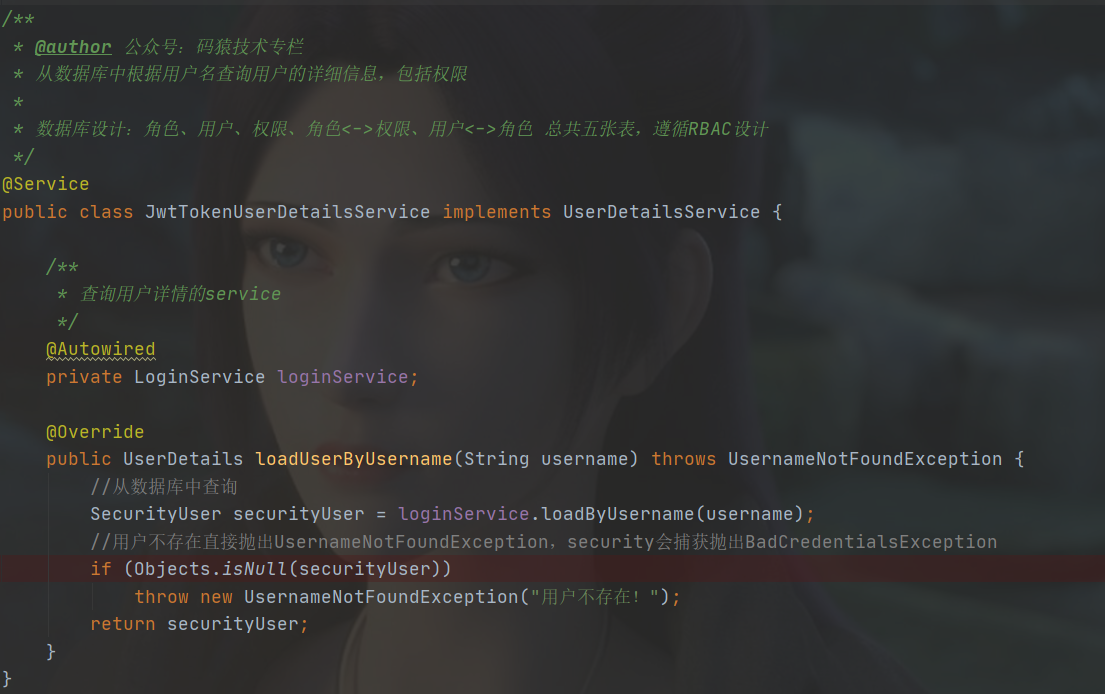 /**
 * @author 公众号：码猿技术专栏
 * 从数据库中根据用户名查询用户的详细信息，包括权限
 *
 * 数据库设计：角色、用户、权限、角色<->权限、用户<->角色 总共五张表，遵循RBAC设计
 */
@Service
public class JwtTokenUserDetailsService implements UserDetailsService {
    /**
     * 查询用户详情的service
     */
    @Autowired
    private LoginService loginService;
    @Override
    public UserDetails loadUserByUsername(String username) throws UsernameNotFoundException {
        //从数据库中查询
        SecurityUser securityUser = loginService.loadByUsername(username);
        //用户不存在直接抛出UsernameNotFoundException，security会捕获抛出BadCredentialsException
        if (Objects.isNull(securityUser))
            throw new UsernameNotFoundException("用户不存在！");
        return securityUser;
    }
}